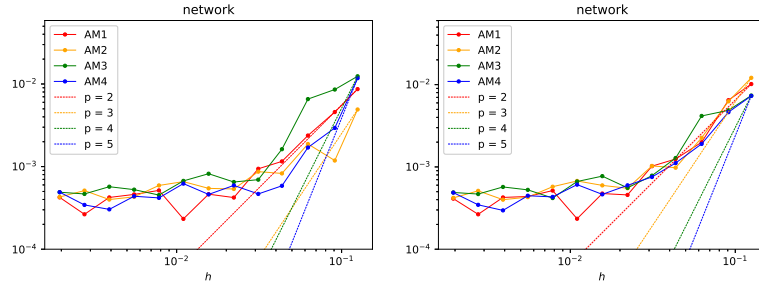 network
10⁻²
10⁻³
10⁻⁴
10⁻²
10⁻¹
h
AM1
AM2
AM3
AM4
p = 2
p = 3
p = 4
p = 5
network
10⁻²
10⁻³
10⁻⁴
10⁻²
10⁻¹
h
AM1
AM2
AM3
AM4
p = 2
p = 3
p = 4
p = 5